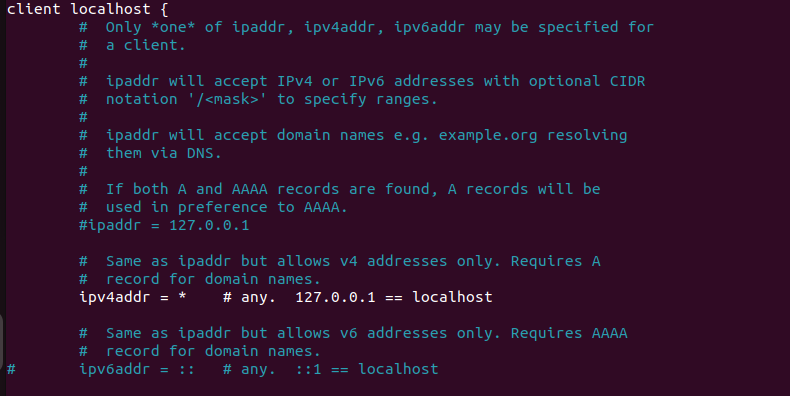 client localhost {
#  Only *one* of ipaddr, ipv4addr, ipv6addr may be specified for
#  a client.
#
#  ipaddr will accept IPv4 or IPv6 addresses with optional CIDR
#  notation '/<mask>' to specify ranges.
#
#  ipaddr will accept domain names e.g. example.org resolving
#  them via DNS.
#
#  If both A and AAAA records are found, A records will be
#  used in preference to AAAA.
#ipaddr = 127.0.0.1
#  Same as ipaddr but allows v4 addresses only. Requires A
#  record for domain names.
ipv4addr = *    # any.  127.0.0.1 == localhost
#  Same as ipaddr but allows v6 addresses only. Requires AAAA
#  record for domain names.
#       ipv6addr = ::   # any.  ::1 == localhost